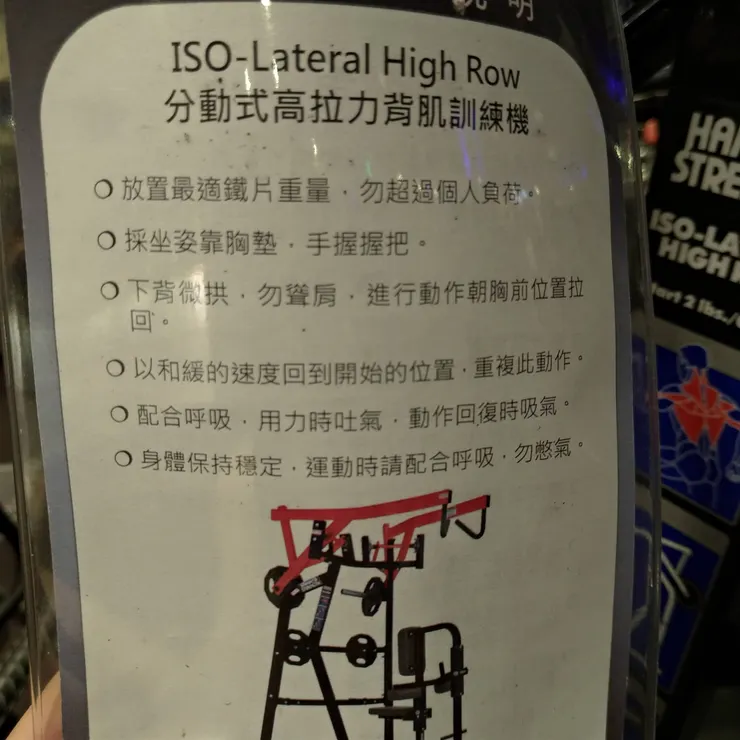 明
ISO-Lateral High Row
分動式高拉力背肌訓練機
放置最適鐵片重量，勿超過個人負荷。
採坐姿靠胸墊，手握握把。
下背微拱，勿聳肩，進行動作朝胸前位置拉
回。
以和緩的速度回到開始的位置，重複此動作。
配合呼吸，用力時吐氣，動作回復時吸氣。
身體保持穩定，運動時請配合呼吸，勿憋氣。
HA
STRE
ISO-LA
HIGH
tart 2 lbs./